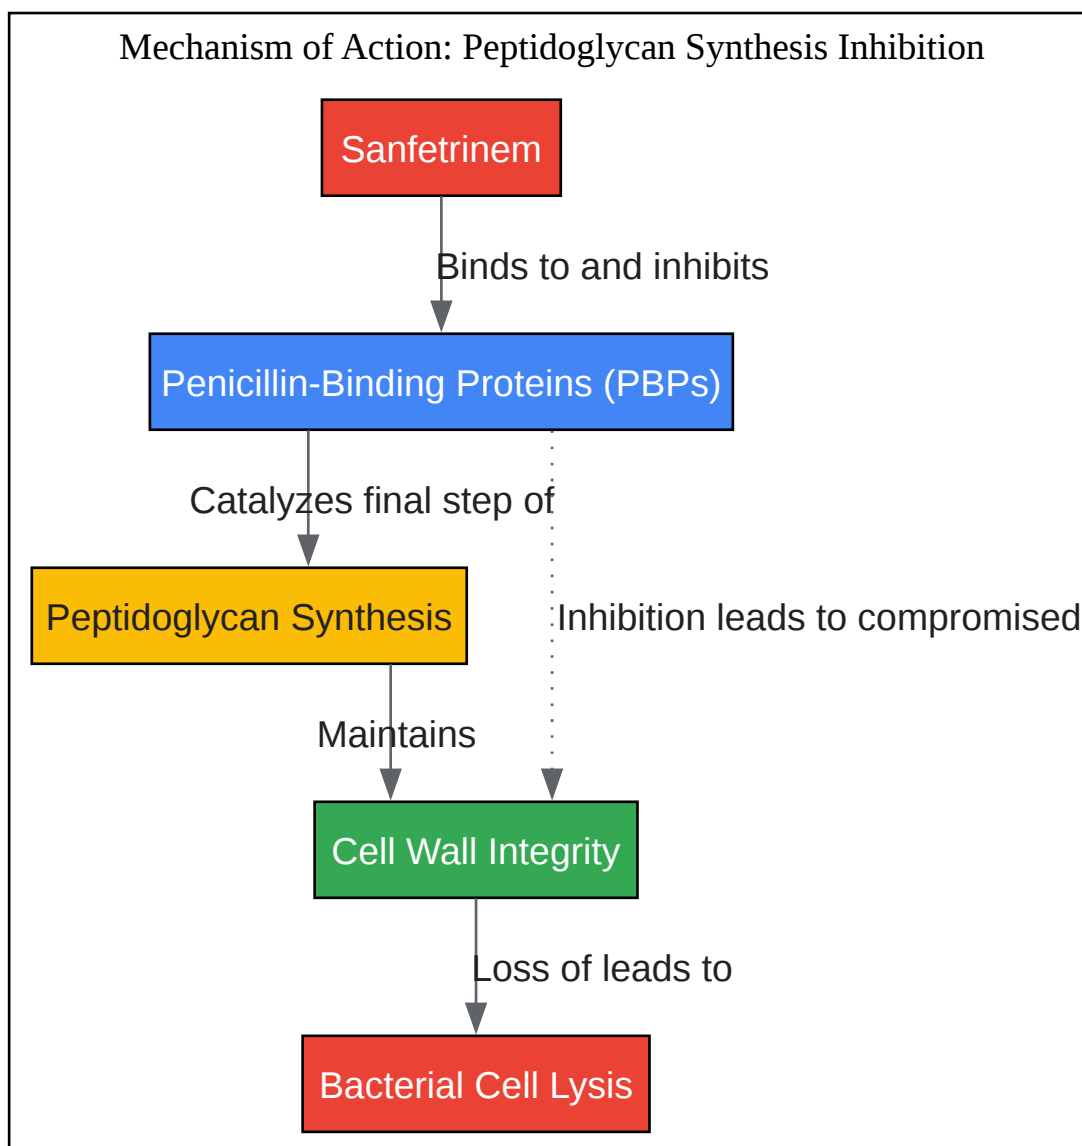 Mechanism of Action: Peptidoglycan Synthesis Inhibition
Sanfetrinem
Binds to and inhibits
Penicillin-Binding Proteins (PBPs)
Catalyzes final step of
Peptidoglycan Synthesis
Inhibition leads to compromised
Maintains
Cell Wall Integrity
Loss of leads to
Bacterial Cell Lysis